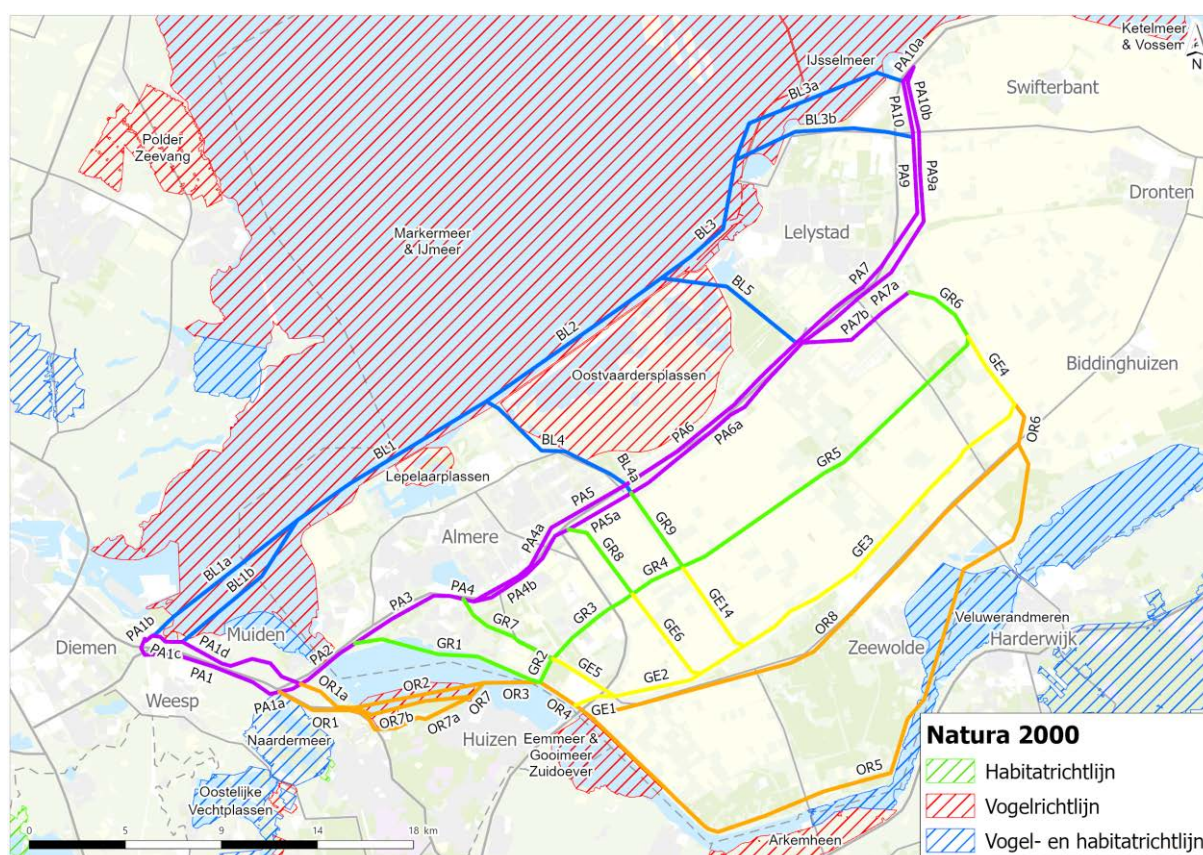 Ketelmeer
& Vossem
N
IJsselmeer
PA10a
Swifterbant
BL3a
BL3b
PA10
PA10b
Polder
Zeevang
PA9
PA9a
Dronten
Markermeer
& IJmeer
BL3
Lelystad
PA7
PA7a
GR6
BL5
PA7b
BL2
GE4
Biddinghuizen
Oostvaardersplassen
PA6
PA6a
OR6
BL1
BL4
BL4a
GR5
Lepelaarplassen
PA5
PA5a
Almere
PA4a
GR9
GE3
BL1a
BL1b
PA4b
GR8
GR4
PA3
PA4
GR3
GE14
OR8
Veluwerandmeren
PA1b
Diemen
Muiden
GR7
GE6
Zeewolde
Harderwijk
PA1c
PA1d
PA2
GR1
GR2
GE5
GE2
PA1
OR1a
OR2
OR3
Weesp
PA1a
OR1
OR7b
OR7a
OR7
OR4
GE1
Naardermeer
Huizen
Eemmeer &
Gooimeer
Zuidoever
OR5
Oostelijke
Vechtplassen
Arkemheen
Natura 2000
Habitatrichtlijn
Vogelrichtlijn
Vogel- en habitatrichtlijn
0 5 9 14 18 km